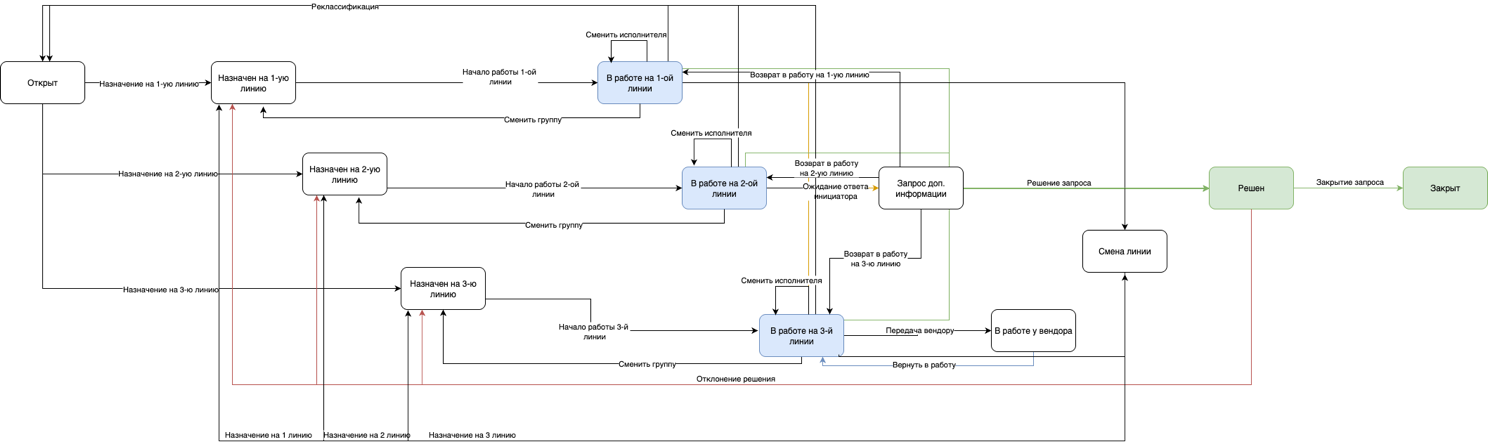 Реклассификация
Сменить исполнителя
Открыт
Назначение на 1-ую линию
Назначен на 1-ую
линию
Начало работы 1-ой
линии
В работе на 1-ой
линии
Возврат в работу на 1-ую линию
Сменить группу
Сменить исполнителя
Назначение на 2-ую линию
Назначен на 2-ую
линию
Начало работы 2-ой
линии
В работе на 2-ой
линии
Возврат в работу
на 2-ую линию
Ожидание ответа
инициатора
Запрос доп.
информации
Решение запроса
Решен
Закрытие запроса
Закрыт
Сменить группу
Смена линии
Возврат в работу
на 3-ю линию
Сменить исполнителя
Назначение на 3-ю линию
Назначен на 3-ю
линию
Начало работы 3-й
линии
В работе на 3-й
линии
Передача вендору
В работе у вендора
Сменить группу
Вернуть в работу
Отклонение решения
Назначение на 1 линию
Назначение на 2 линию
Назначение на 3 линию